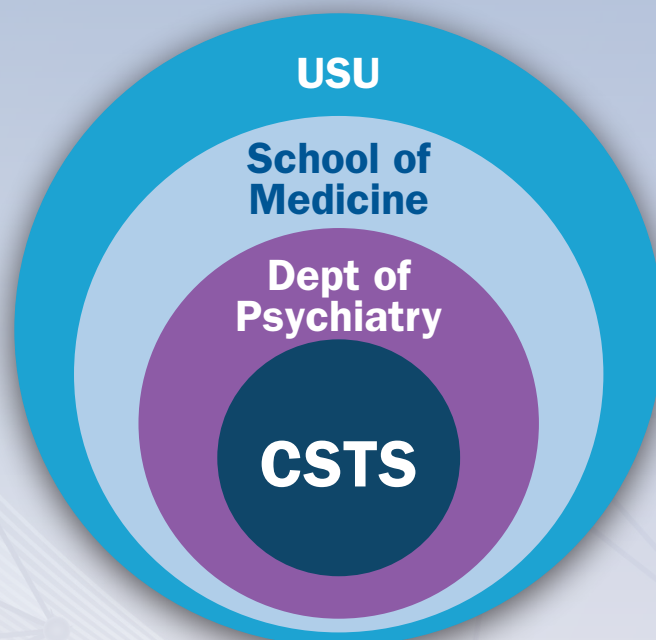 USU
School of
Medicine
Dept of
Psychiatry
CSTS